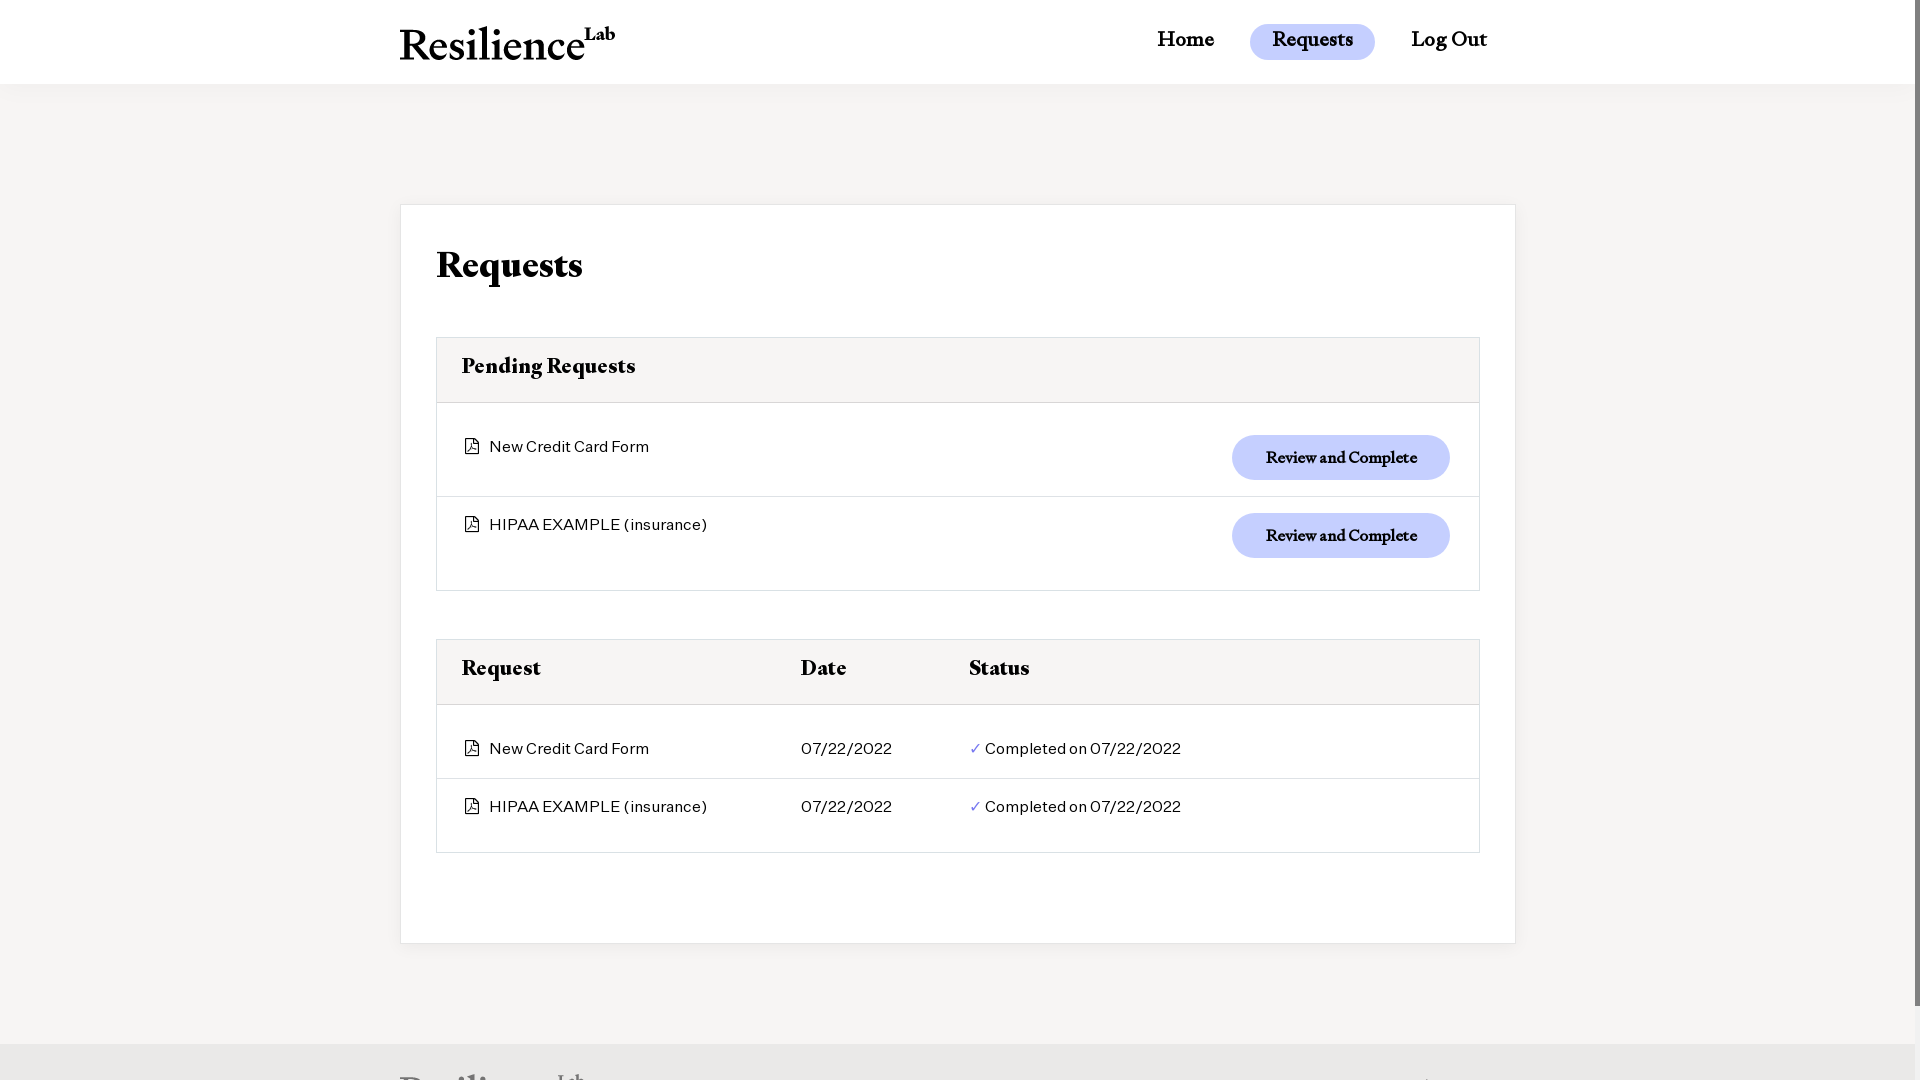 Resilience Lab
Home Requests Log Out
Requests
Pending Requests
New Credit Card Form Review and Complete
HIPAA EXAMPLE (insurance) Review and Complete
Request Date Status
New Credit Card Form 07/22/2022 ✓ Completed on 07/22/2022
HIPAA EXAMPLE (insurance) 07/22/2022 ✓ Completed on 07/22/2022